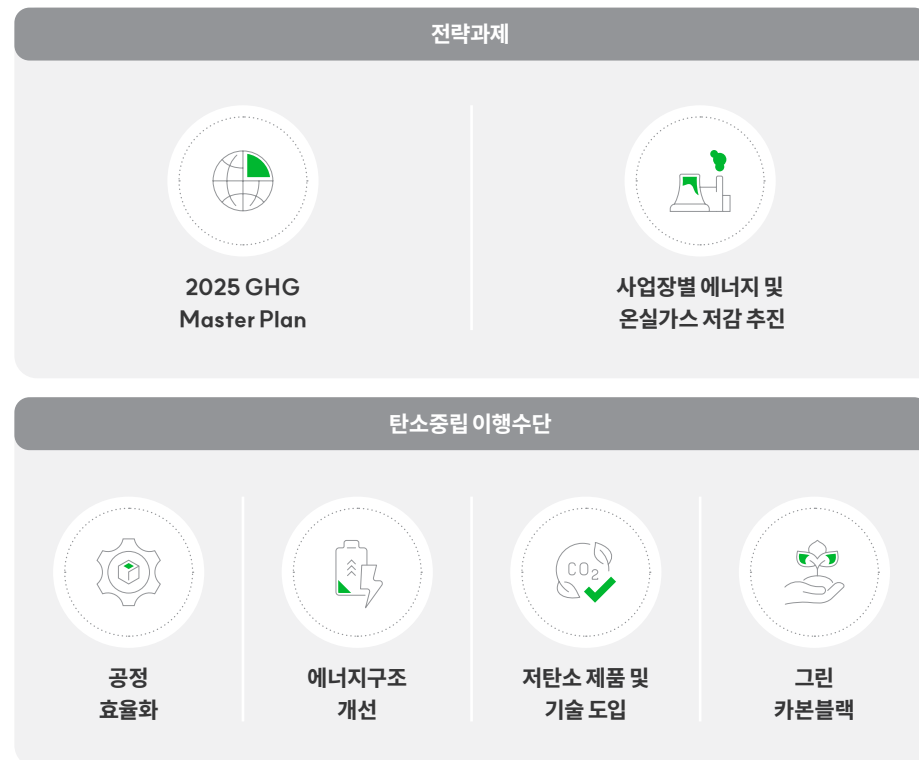 전략과제
2025 GHG
Master Plan
사업장별 에너지 및
온실가스 저감 추진
탄소중립 이행수단
CO2
공정
효율화
에너지구조
개선
저탄소 제품 및
기술 도입
그린
카본블랙